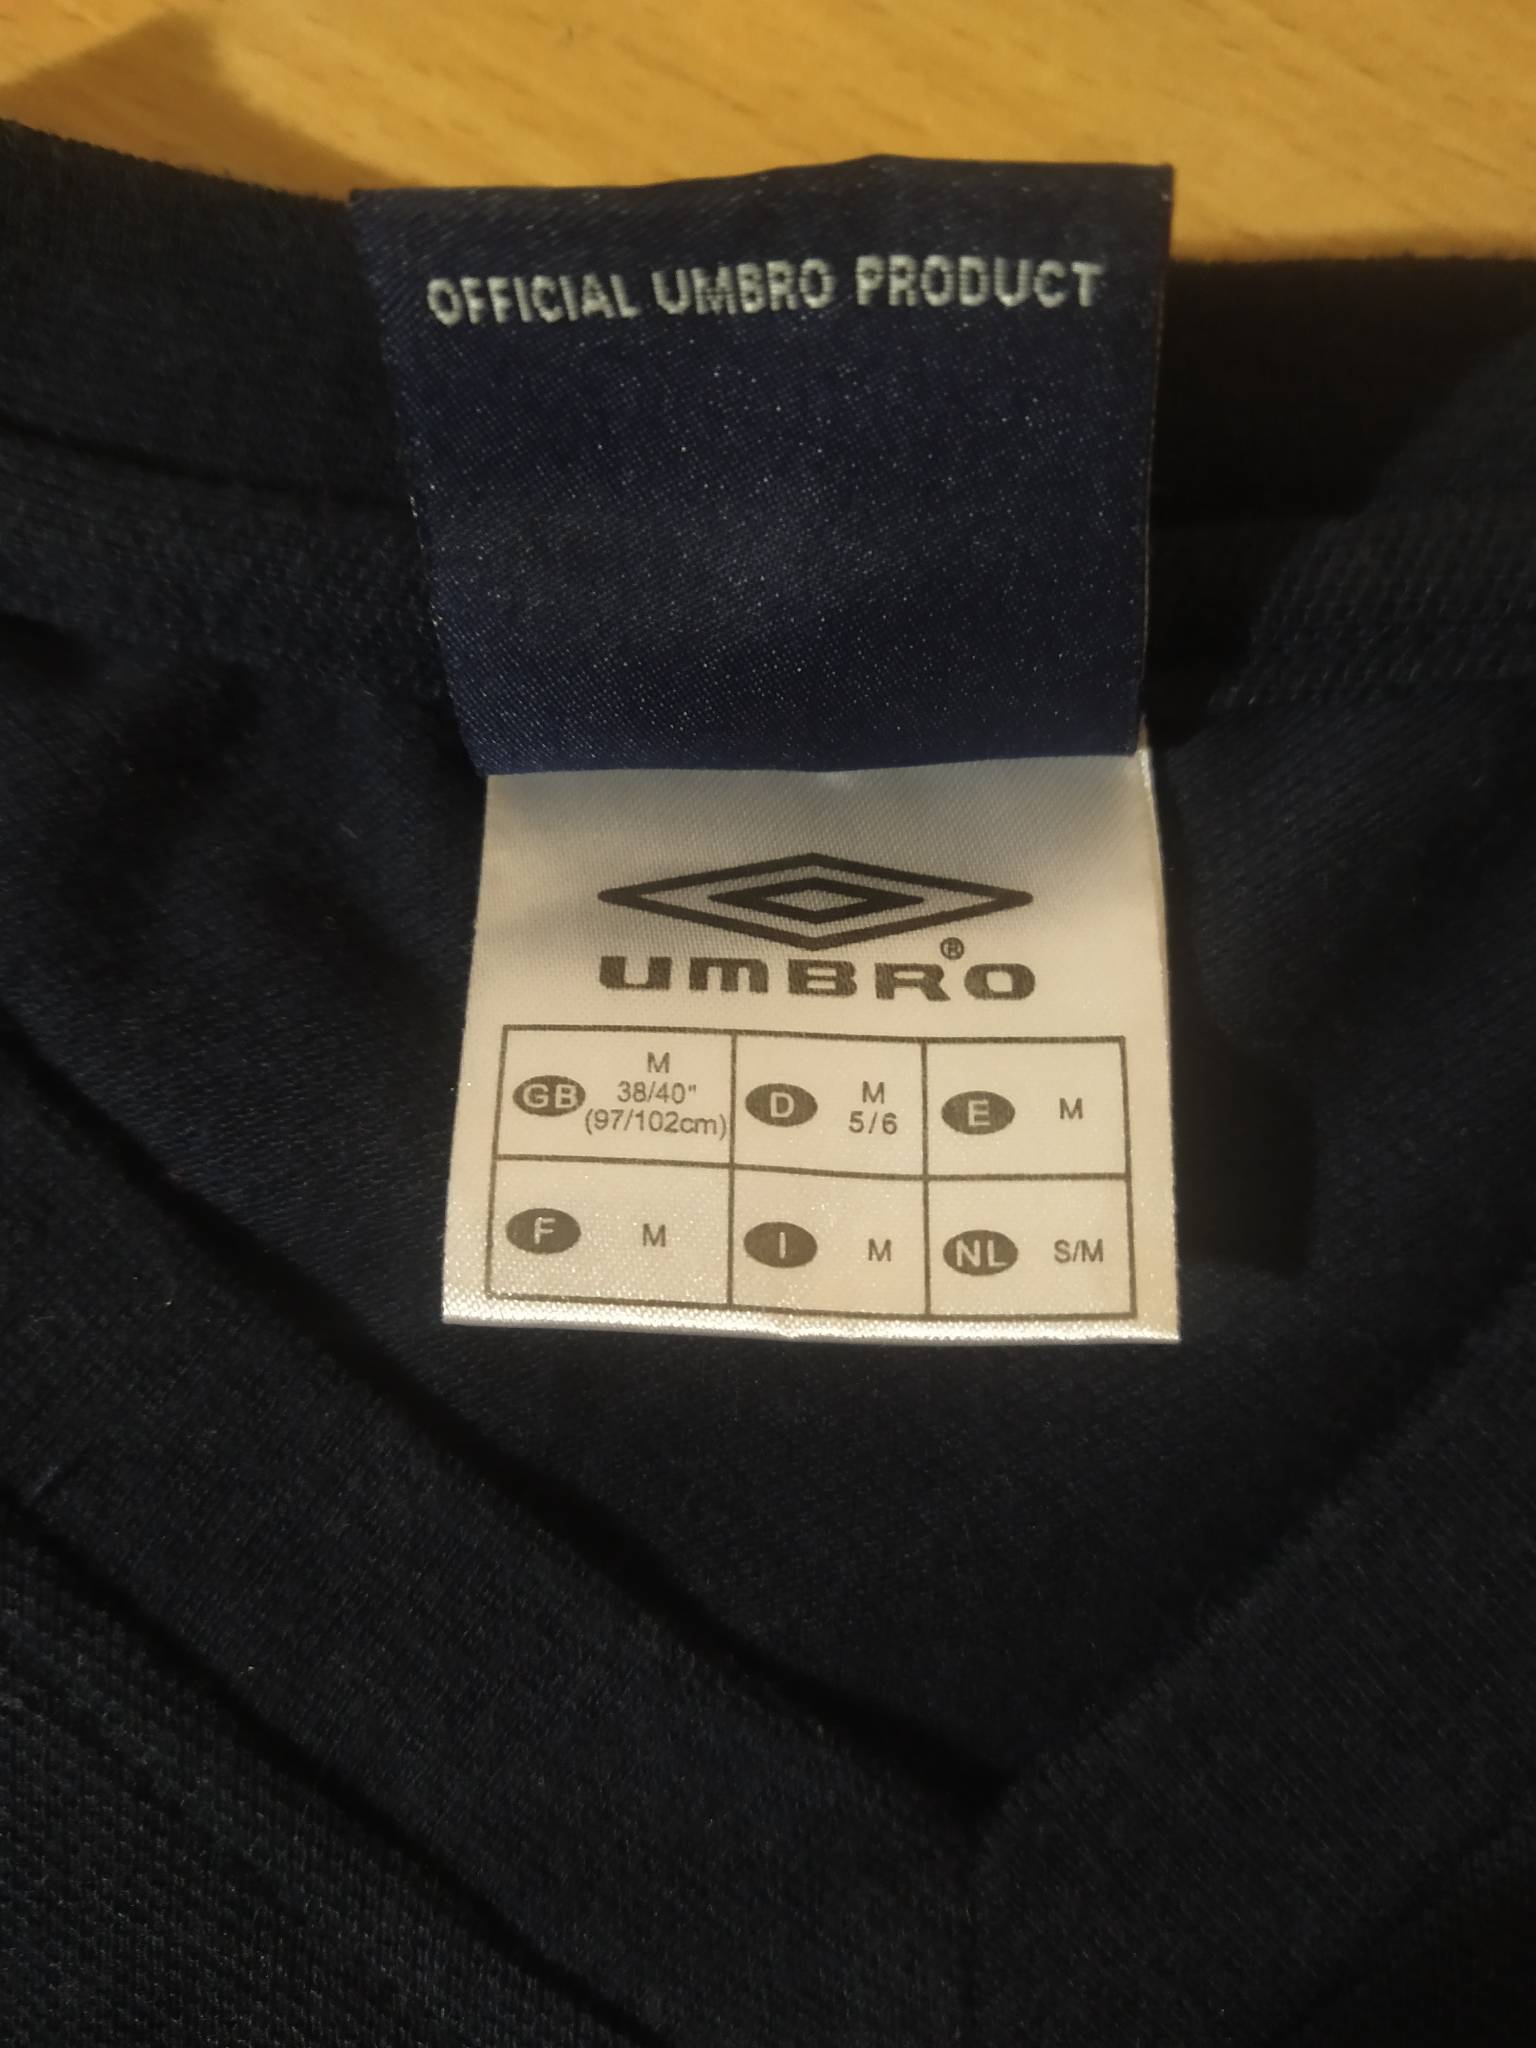 OFFICIAL UMBRO PRODUCT
UMBRO®
GB M 38/40" (97/102cm)
D M 5/6
E M
F M
I M
NL S/M